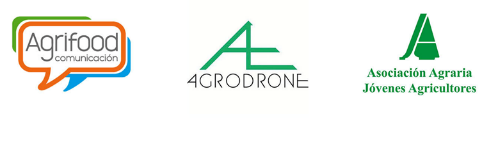 Agrifood
comunicación
AGRODRONE
Asociación Agraria
Jóvenes Agricultores